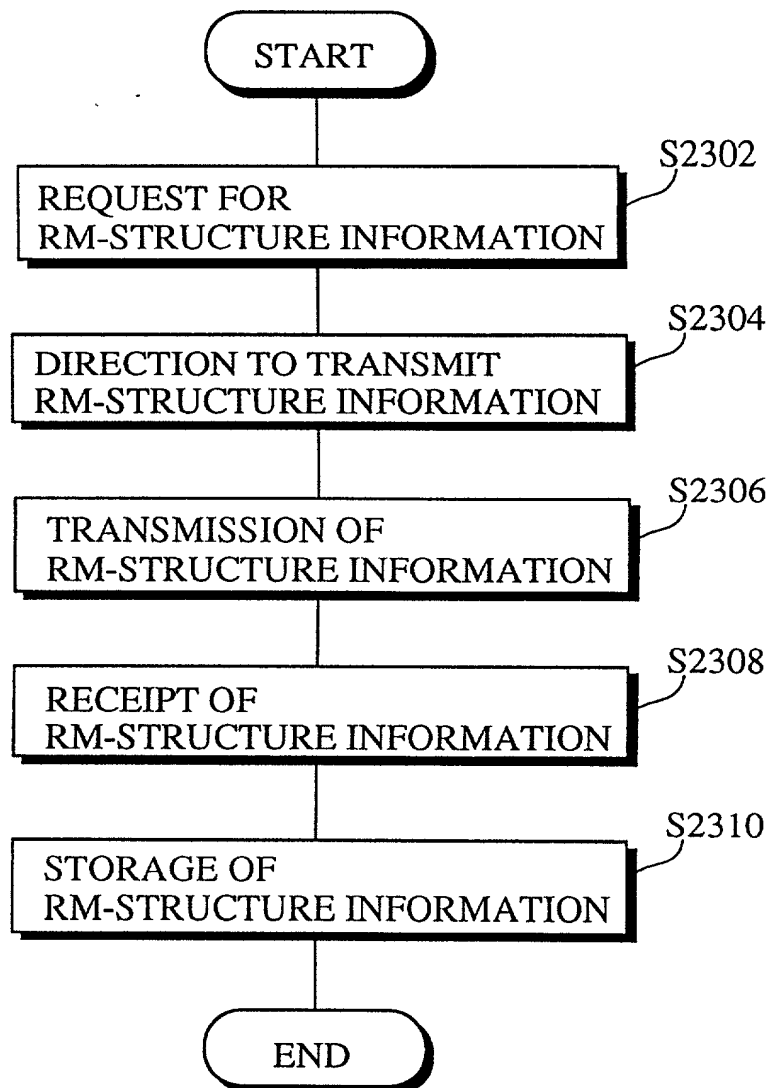 START
S2302
REQUEST FOR
RM-STRUCTURE INFORMATION
S2304
DIRECTION TO TRANSMIT
RM-STRUCTURE INFORMATION
S2306
TRANSMISSION OF
RM-STRUCTURE INFORMATION
S2308
RECEIPT OF
RM-STRUCTURE INFORMATION
S2310
STORAGE OF
RM-STRUCTURE INFORMATION
END